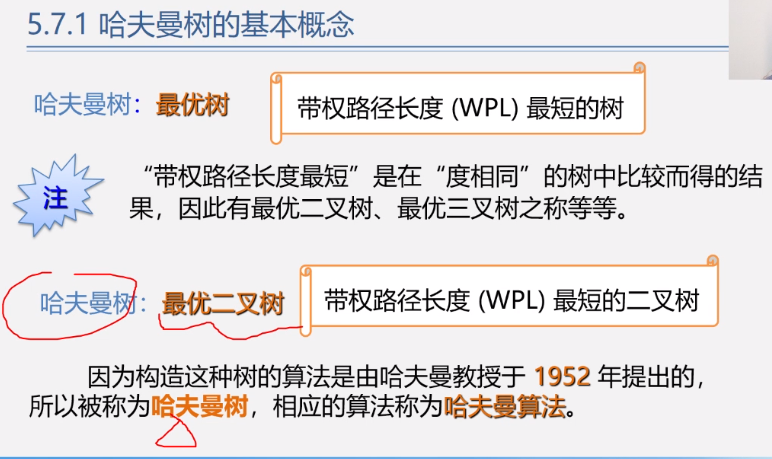 5.7.1 哈夫曼树的基本概念
哈夫曼树：最优树 带权路径长度 (WPL) 最短的树
注
“带权路径长度最短”是在“度相同”的树中比较而得的结
果，因此有最优二叉树、最优三叉树之称等等。
哈夫曼树：最优二叉树 带权路径长度 (WPL) 最短的二叉树
因为构造这种树的算法是由哈夫曼教授于 1952 年提出的，
所以被称为哈夫曼树，相应的算法称为哈夫曼算法。